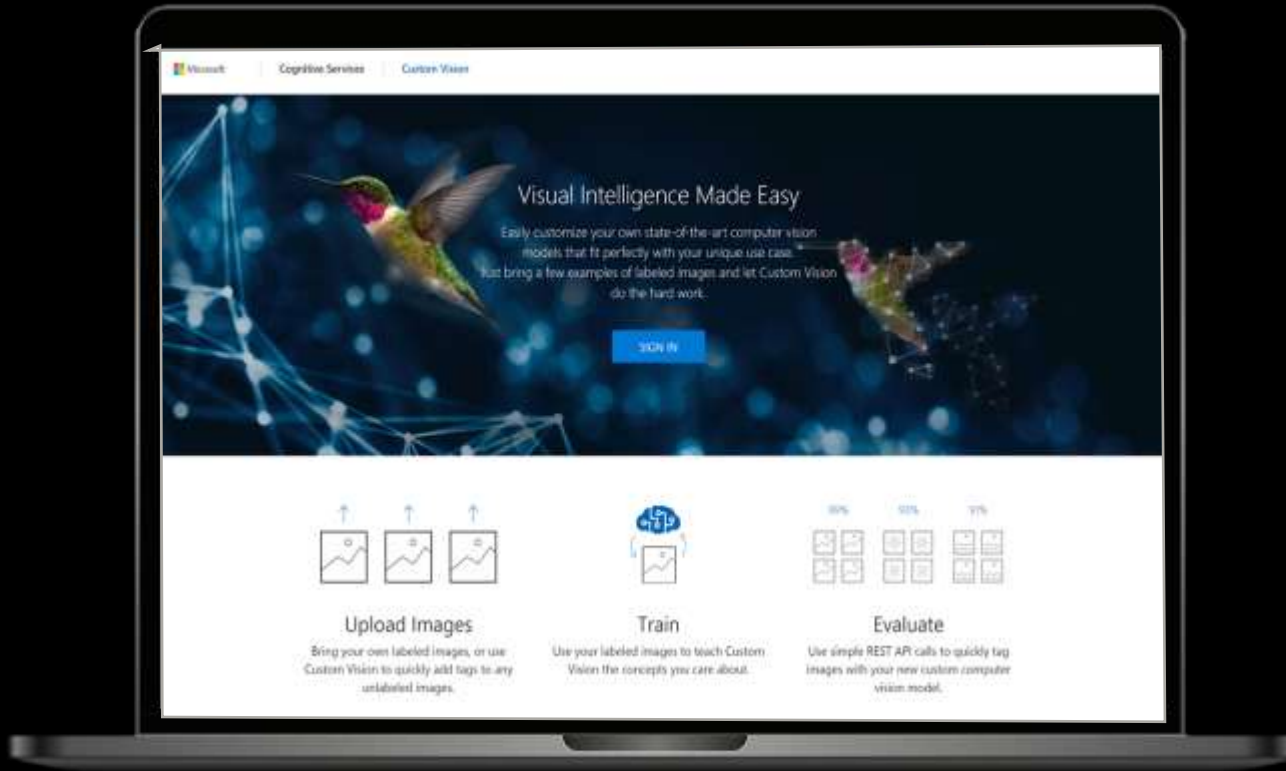 Microsoft
Cognitive Services
Custom Vision
Visual Intelligence Made Easy
Easily customize your own state-of-the-art computer vision
models that fit perfectly with your unique use case.
Just bring a few examples of labeled images and let Custom Vision
do the hard work.
SIGN IN
Upload Images
Bring your own labeled images, or use
Custom Vision to quickly add tags to any
unlabeled images.
Train
Use your labeled images to teach Custom
Vision the concepts you care about.
Evaluate
Use simple REST API calls to quickly tag
images with your new custom computer
vision model.